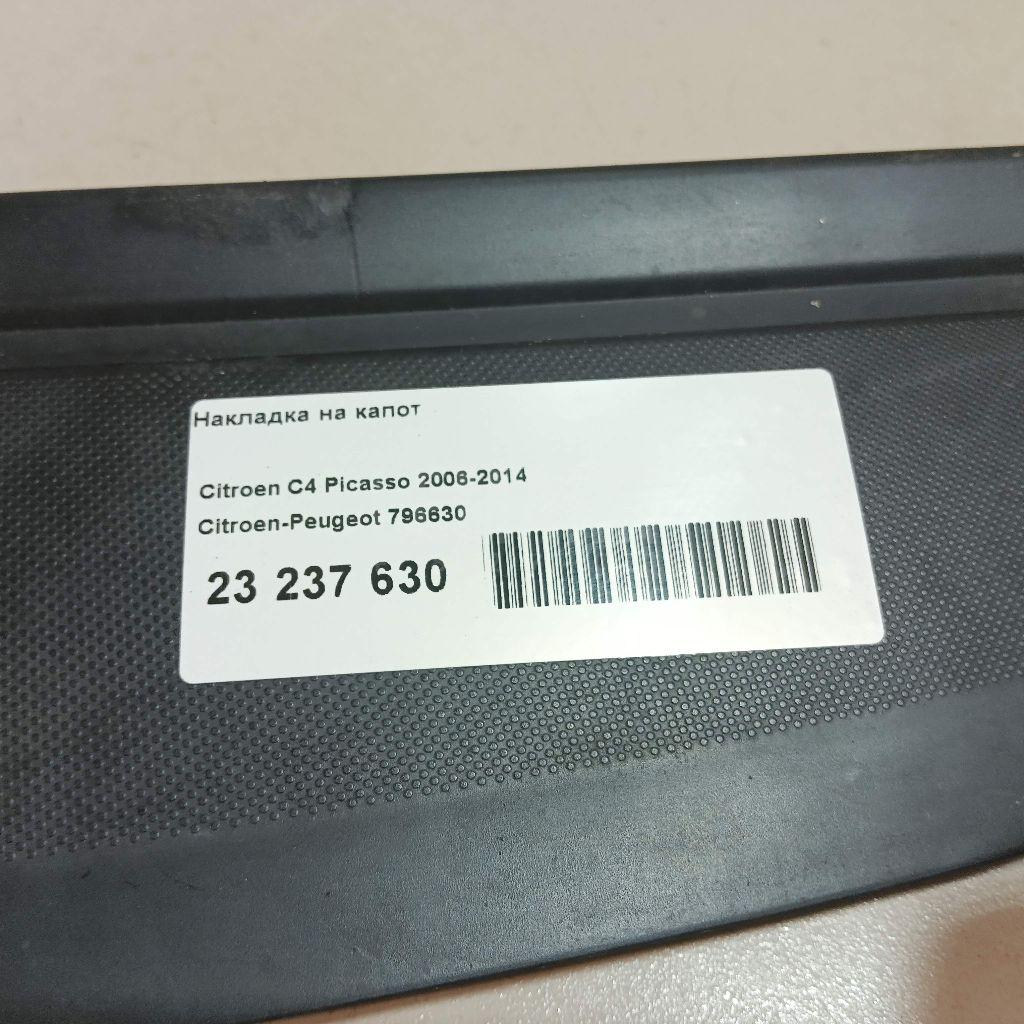 Накладка на капот
Citroen C4 Picasso 2006-2014
Citroen-Peugeot 796630
23 237 630